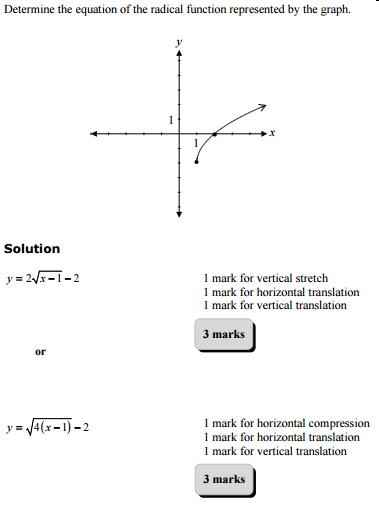 Determine the equation of the radical function represented by the graph.
y
1
x
1
Solution
y = 2√x − 1 − 2
1 mark for vertical stretch
1 mark for horizontal translation
1 mark for vertical translation
3 marks
or
y = √4(x − 1) − 2
1 mark for horizontal compression
1 mark for horizontal translation
1 mark for vertical translation
3 marks